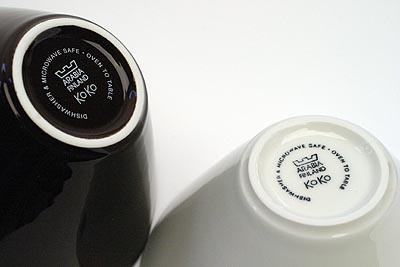 DISHWASHER & MICROWAVE SAFE • OVEN TO TABLE
ARABIA
FINLAND
KOKO
DISHWASHER & MICROWAVE SAFE • OVEN TO TABLE
ARABIA
FINLAND
KOKO